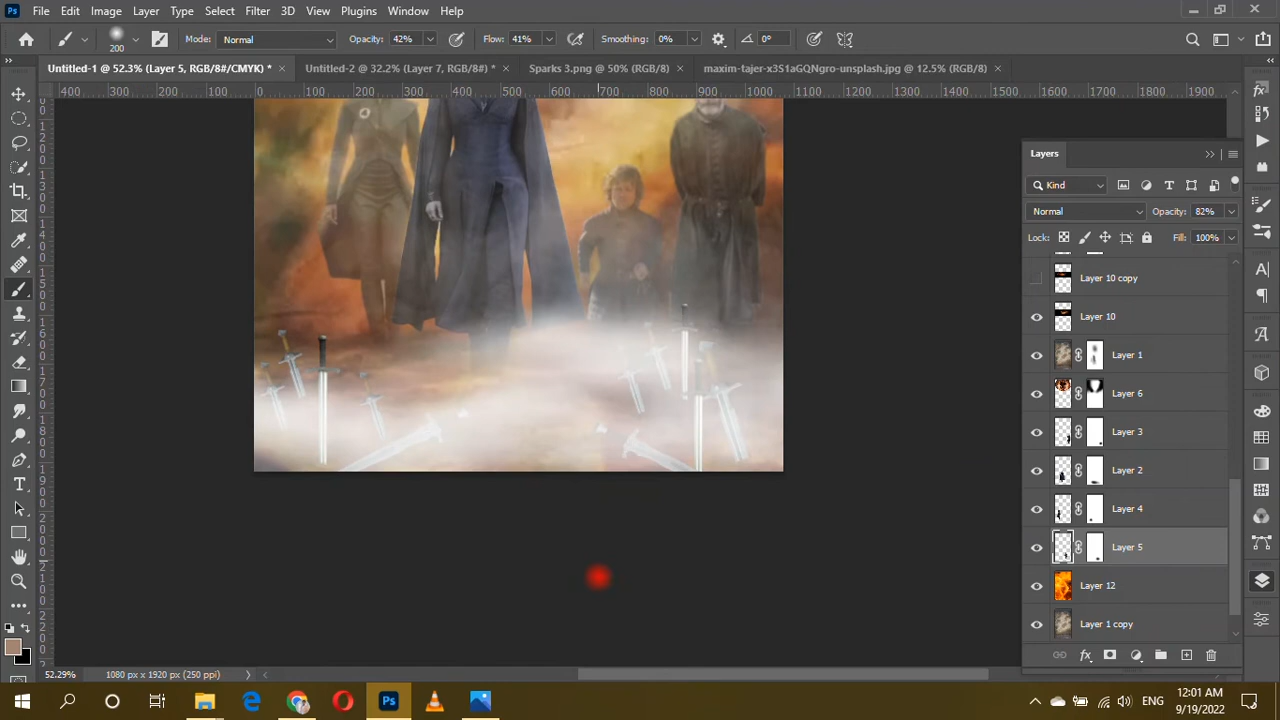 Ps File Edit Image Layer Type Select Filter 3D View Plugins Window Help
200 Mode: Normal Opacity: 42% Flow: 41% Smoothing: 0% 0°
Untitled-1 @ 52.3% (Layer 5, RGB/8#/CMYK) * Untitled-2 @ 32.2% (Layer 7, RGB/8#) * Sparks 3.png @ 50% (RGB/8) maxim-tajer-x3S1aGQNgro-unsplash.jpg @ 12.5% (RGB/8)
400 300 200 100 0 100 200 300 400 500 600 700 800 900 1000 1100 1200 1300 1400 1500 1600 1700 1800 1900
Layers
Kind
Normal Opacity: 82%
Lock: Fill: 100%
Layer 10 copy
Layer 10
Layer 1
Layer 6
Layer 3
Layer 2
Layer 4
Layer 5
Layer 12
Layer 1 copy
52.29% 1080 px x 1920 px (250 ppi)
Ps ENG 12:01 AM
9/19/2022